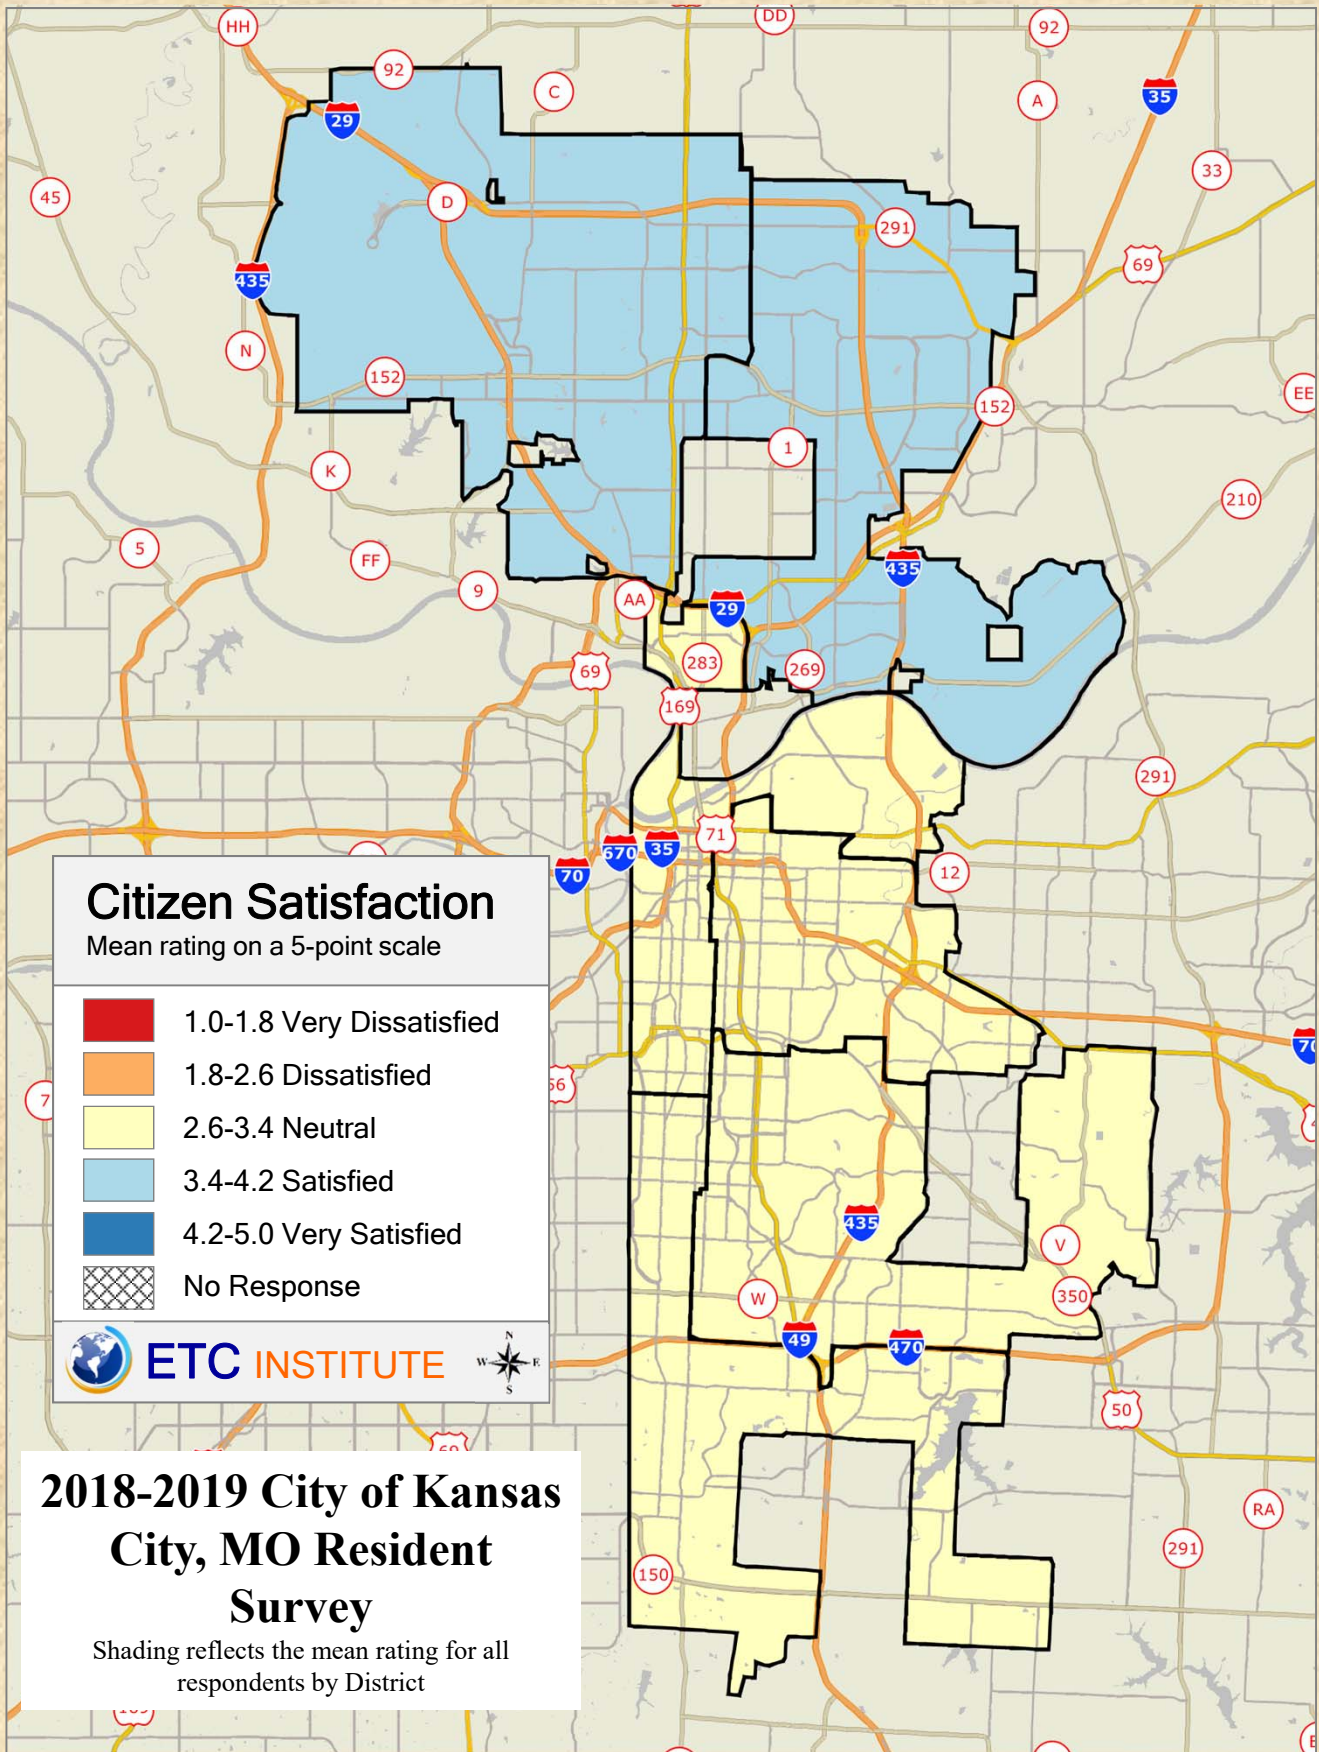 HH
DD
92
92
C
A
35
29
33
45
D
291
69
435
N
152
EE
152
1
K
210
5
FF
435
9
AA
29
283
269
69
169
291
71
670
35
70
12
Citizen Satisfaction
Mean rating on a 5-point scale
1.0-1.8 Very Dissatisfied
1.8-2.6 Dissatisfied
2.6-3.4 Neutral
3.4-4.2 Satisfied
4.2-5.0 Very Satisfied
No Response
ETC INSTITUTE
N
W
E
S
70
7
435
V
W
350
49
470
50
RA
291
150
2018-2019 City of Kansas
City, MO Resident
Survey
Shading reflects the mean rating for all
respondents by District